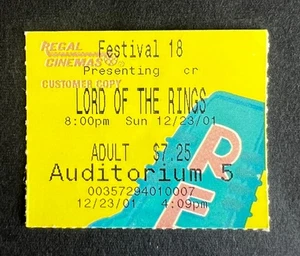 REGAL
CINEMAS
CUSTOMER COPY
Festival 18
Presenting cr
LORD OF THE RINGS
8:00pm Sun 12/23/01
ADULT $7.25
Auditorium 5
00357294010007
12/23/01 4:09pm
RE